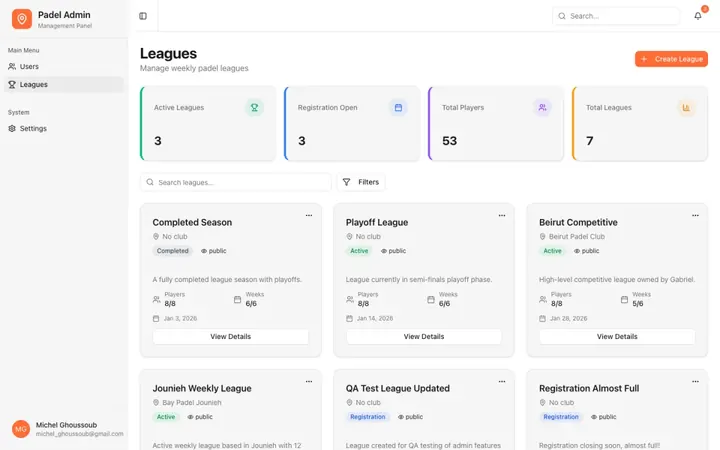 Padel Admin
Management Panel
Search...
2
Main Menu
Users
Leagues
System
Settings
Leagues
Manage weekly padel leagues
Create League
Active Leagues
3
Registration Open
3
Total Players
53
Total Leagues
7
Search leagues...
Filters
Completed Season
No club
Completed
public
A fully completed league season with playoffs.
Players
8/8
Weeks
6/6
Jan 3, 2026
View Details
Playoff League
No club
Active
public
League currently in semi-finals playoff phase.
Players
8/8
Weeks
6/6
Jan 14, 2026
View Details
Beirut Competitive
Beirut Padel Club
Active
public
High-level competitive league owned by Gabriel.
Players
8/8
Weeks
5/6
Jan 28, 2026
View Details
Jounieh Weekly League
Bay Padel Jounieh
Active
public
Active weekly league based in Jounieh with 12
QA Test League Updated
No club
Registration
public
League created for QA testing of admin features
Registration Almost Full
No club
Registration
public
Registration closing soon, almost full!
MG
Michel Ghoussoub
michel_ghoussoub@gmail.com